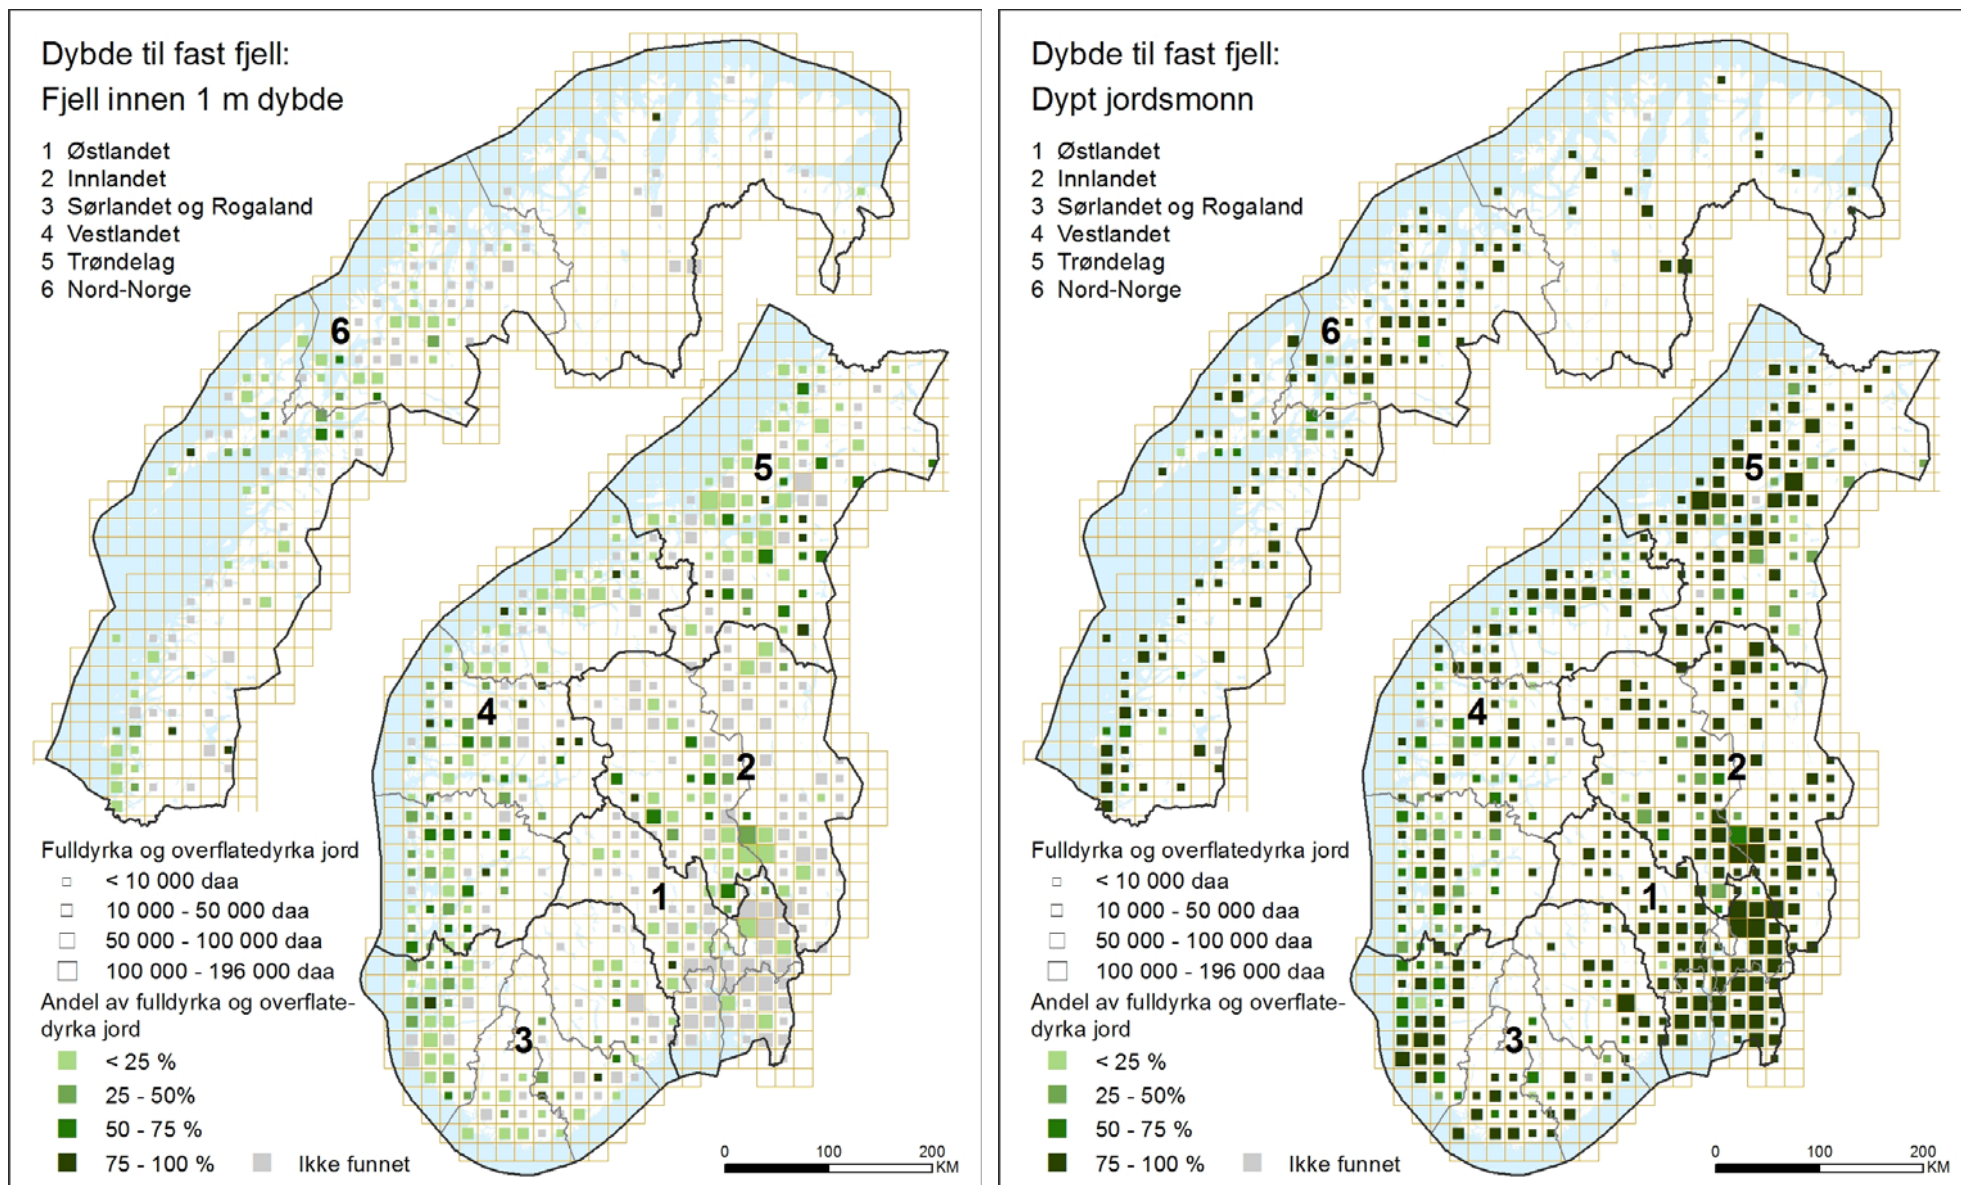 Dybde til fast fjell:
Fjell innen 1 m dybde
1 Østlandet
2 Innlandet
3 Sørlandet og Rogaland
4 Vestlandet
5 Trøndelag
6 Nord-Norge
6
5
4
2
1
3
Fulldyrka og overflatedyrka jord
< 10 000 daa
10 000 - 50 000 daa
50 000 - 100 000 daa
100 000 - 196 000 daa
Andel av fulldyrka og overflate-
dyrka jord
< 25 %
25 - 50%
50 - 75 %
75 - 100 %
Ikke funnet
0 100 200
KM
Dybde til fast fjell:
Dypt jordsmonn
1 Østlandet
2 Innlandet
3 Sørlandet og Rogaland
4 Vestlandet
5 Trøndelag
6 Nord-Norge
6
5
4
2
1
3
Fulldyrka og overflatedyrka jord
< 10 000 daa
10 000 - 50 000 daa
50 000 - 100 000 daa
100 000 - 196 000 daa
Andel av fulldyrka og overflate-
dyrka jord
< 25 %
25 - 50%
50 - 75 %
75 - 100 %
Ikke funnet
0 100 200
KM